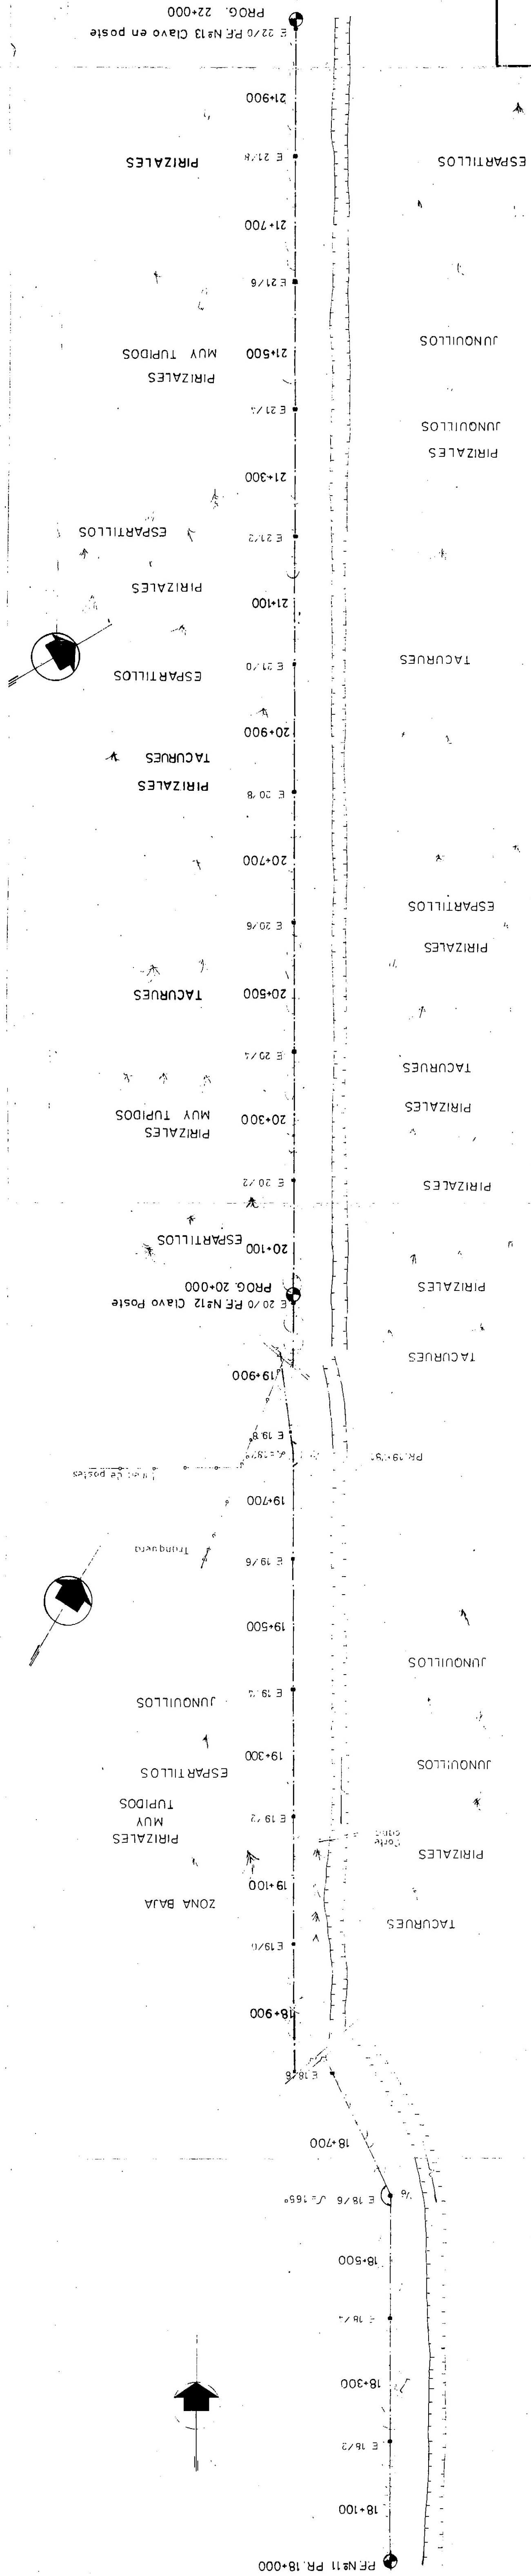 P.F. Nº11 PR. 18+000
18+100
E 18/2
18+300
E 18/4
18+500
E 18/6
165º
18+700
E 18/8
18+900
E 19/0
TACURUES
ZONA BAJA
19+100
PIRIZALES
Corte
PIRIZALES
MUY
TUPIDOS
E 19/2
ESPARTILLOS
JUNQUILLOS
19+300
JUNQUILLOS
E 19/4
JUNQUILLOS
19+500
E 19/6
Tranquera
19+700
de postes
E 19/8
19+900
TACURUES
E 20/0 P.F. Nº12 Clavo Poste
PROG. 20+000
PIRIZALES
20+100
ESPARTILLOS
PIRIZALES
E 20/2
PIRIZALES
MUY TUPIDOS
20+300
PIRIZALES
TACURUES
E 20/4
20+500
TACURUES
PIRIZALES
E 20/6
ESPARTILLOS
20+700
E 20/8
PIRIZALES
TACURUES
20+900
ESPARTILLOS
E 21/0
TACURUES
21+100
PIRIZALES
E 21/2
ESPARTILLOS
21+300
PIRIZALES
JUNQUILLOS
E 21/4
PIRIZALES
MUY TUPIDOS
21+500
JUNQUILLOS
E 21/6
21+700
ESPARTILLOS
E 21/8
PIRIZALES
21+900
E 22/0 P.F. Nº13 Clavo en poste
PROG. 22+000